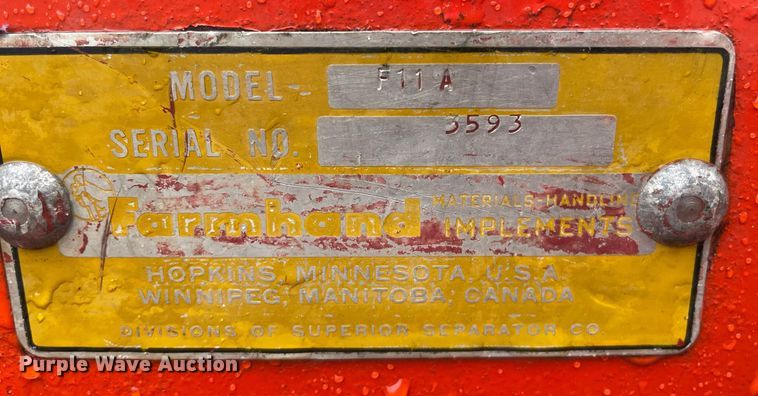 MODEL F11 A
SERIAL NO. 3593
farmhand MATERIALS-HANDLING
IMPLEMENTS
HOPKINS, MINNESOTA, U.S.A.
WINNIPEG, MANITOBA, CANADA
DIVISIONS OF SUPERIOR SEPARATOR CO.
Purple Wave Auction